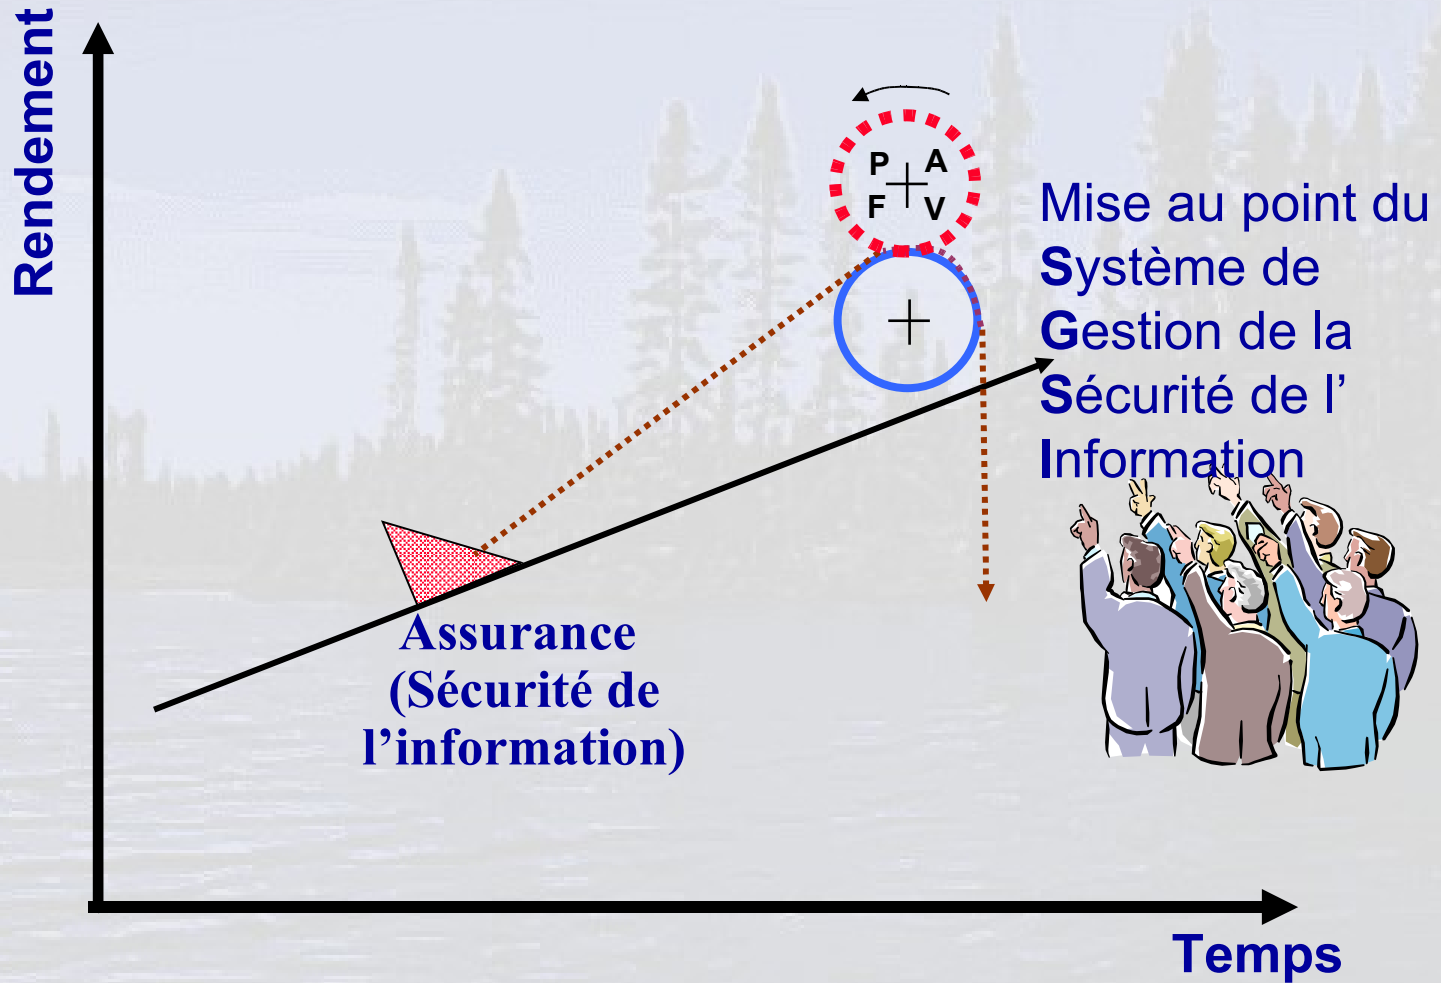 Rendement
P A
F V
Mise au point du
Système de
Gestion de la
Sécurité de l’
Information
Assurance
(Sécurité de
l’information)
Temps